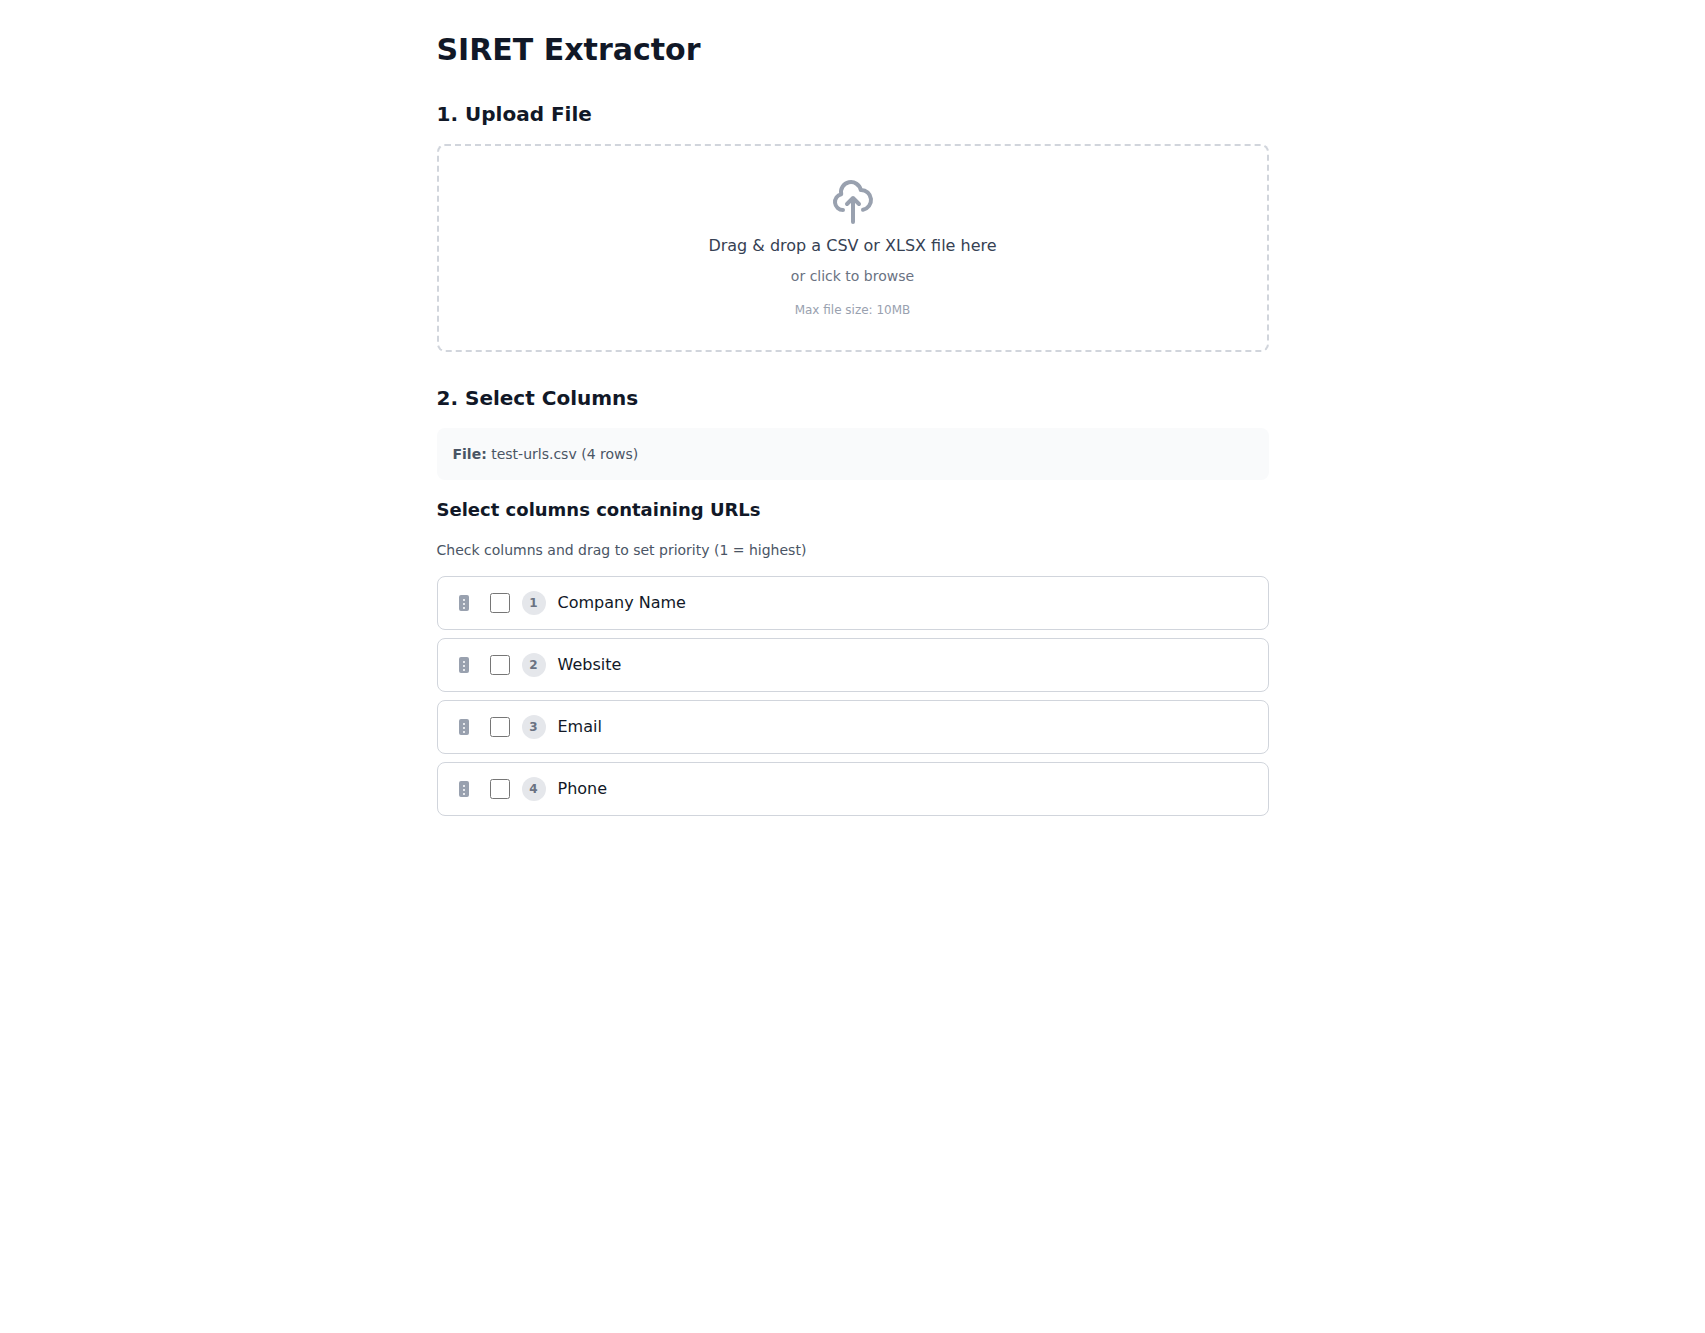 SIRET Extractor
1. Upload File
Drag & drop a CSV or XLSX file here
or click to browse
Max file size: 10MB
2. Select Columns
File: test-urls.csv (4 rows)
Select columns containing URLs
Check columns and drag to set priority (1 = highest)
1 Company Name
2 Website
3 Email
4 Phone